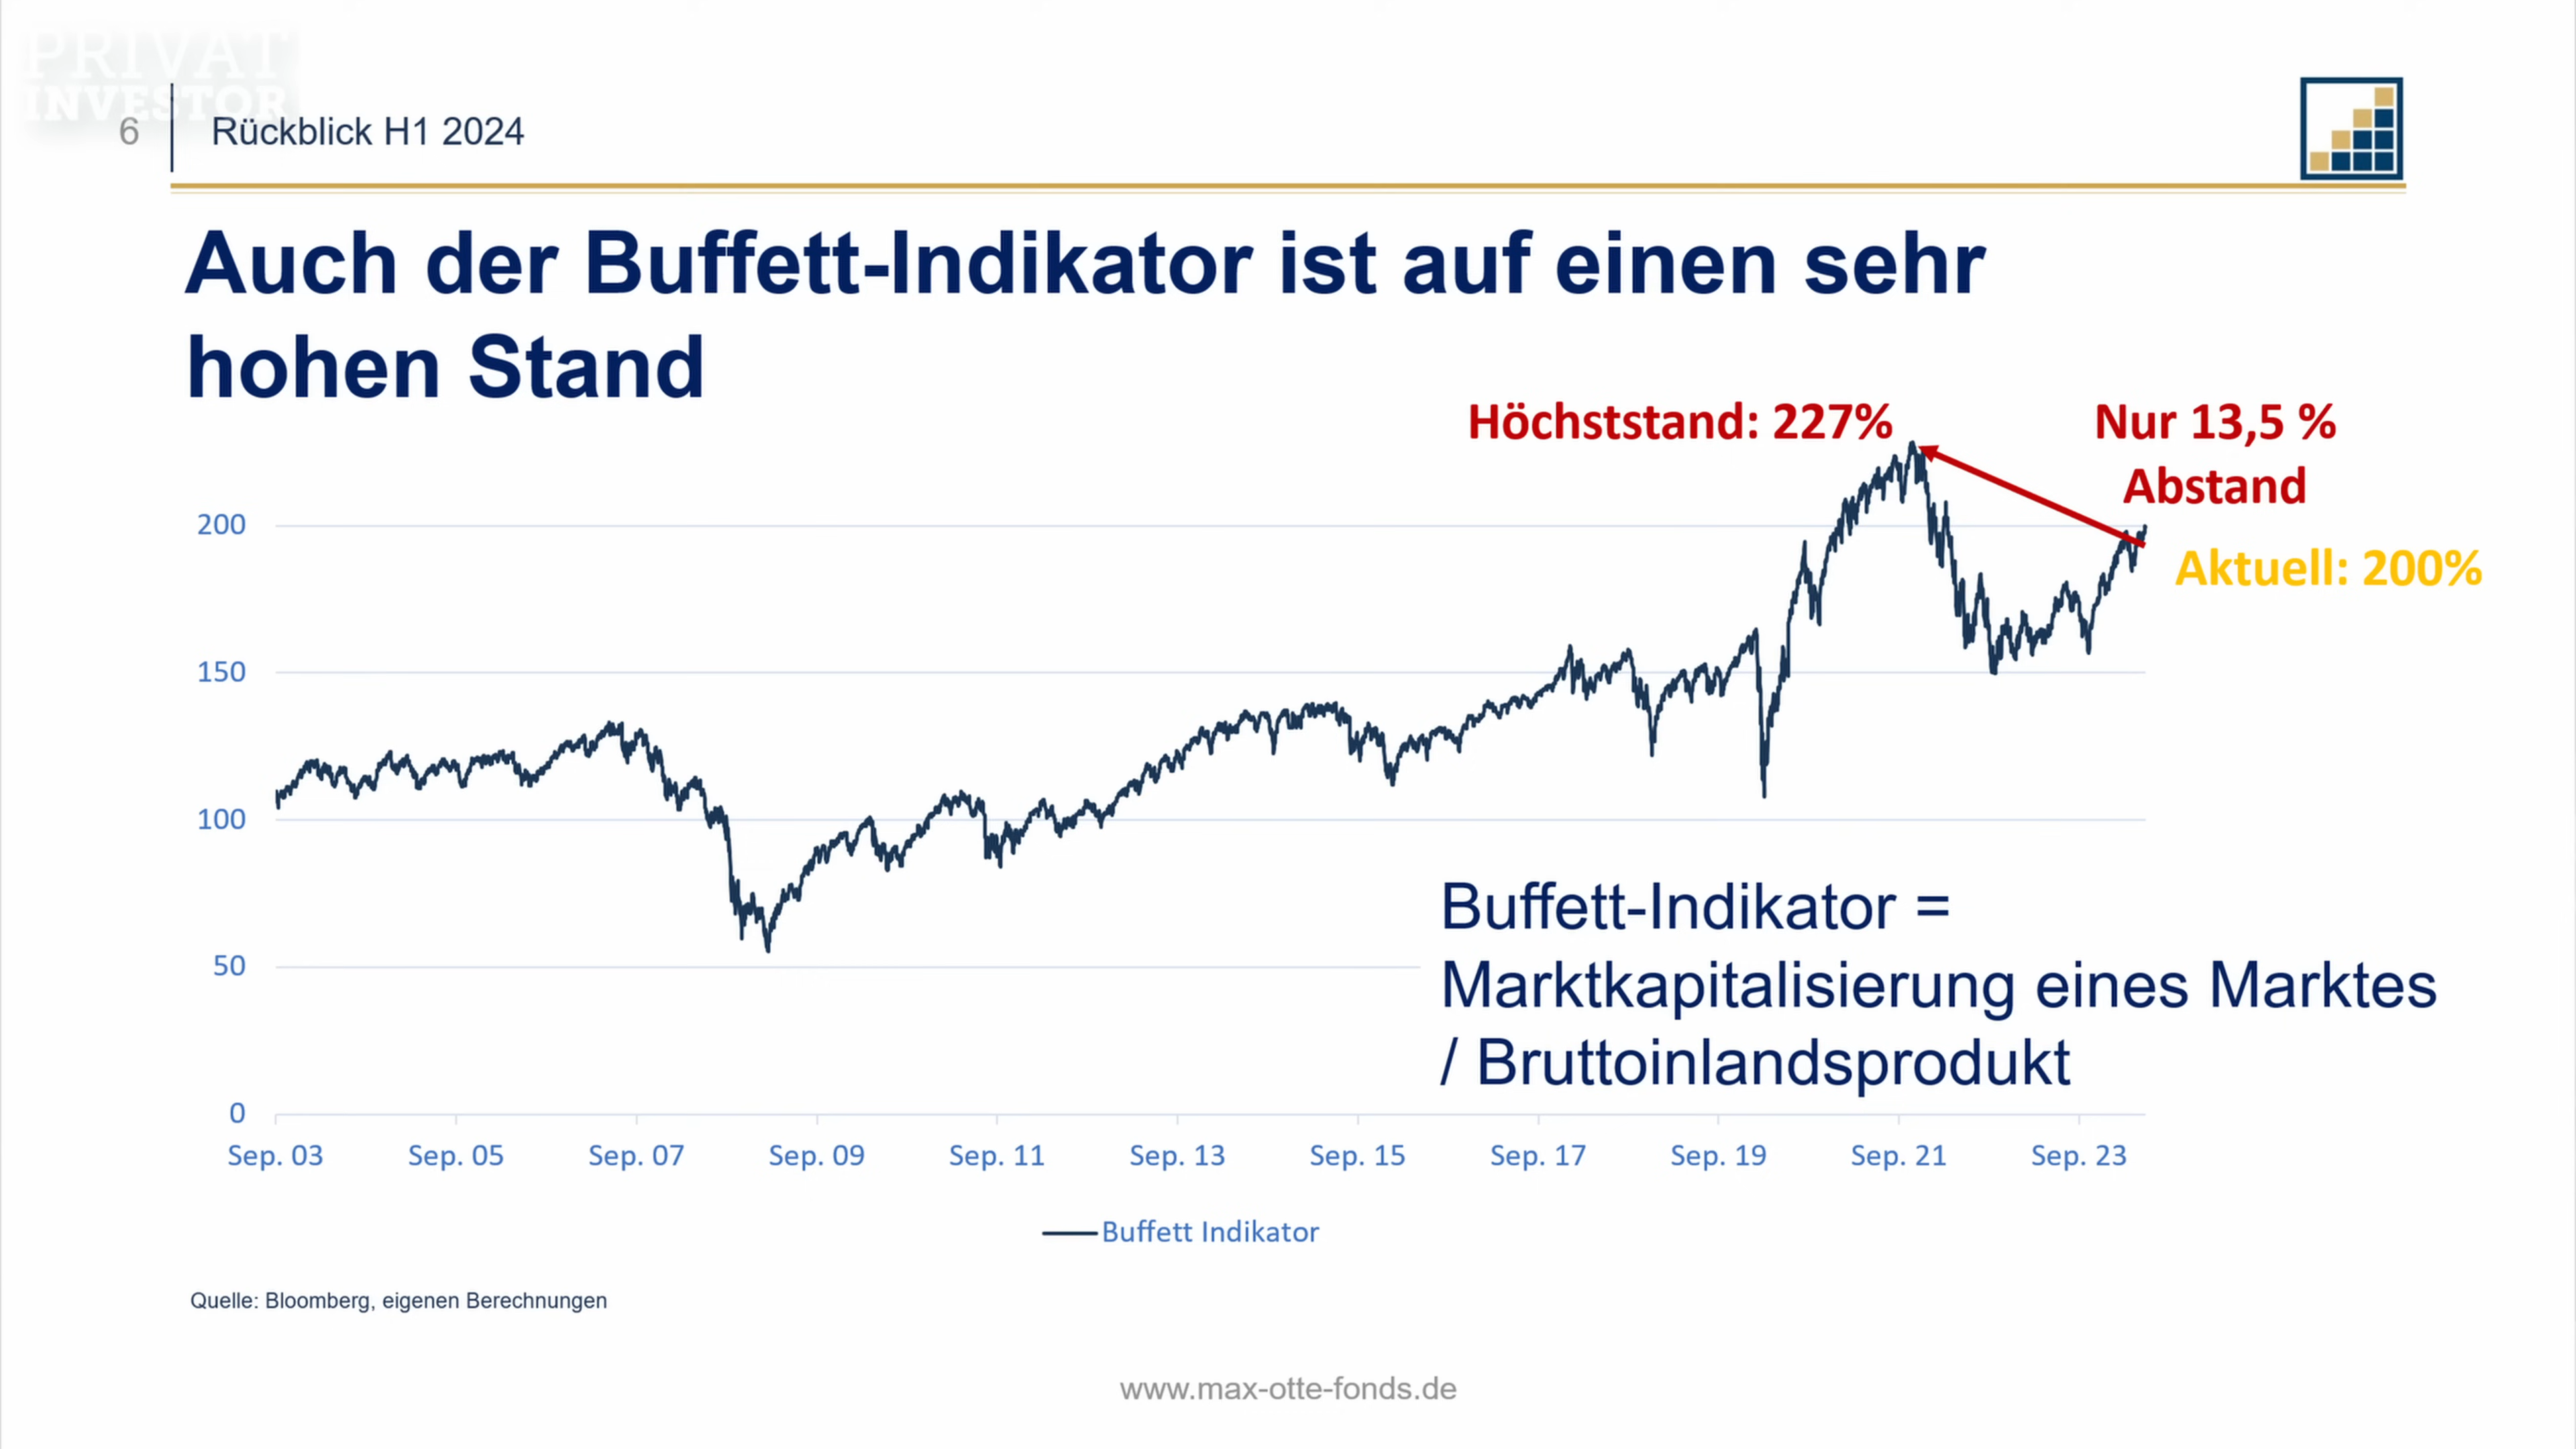 PRIVAT
INVESTOR
6
Rückblick H1 2024
Auch der Buffett-Indikator ist auf einen sehr
hohen Stand
Höchststand: 227%
Nur 13,5 %
Abstand
Aktuell: 200%
200
150
100
50
0
Buffett-Indikator =
Marktkapitalisierung eines Marktes
/ Bruttoinlandsprodukt
Sep. 03 Sep. 05 Sep. 07 Sep. 09 Sep. 11 Sep. 13 Sep. 15 Sep. 17 Sep. 19 Sep. 21 Sep. 23
Buffett Indikator
Quelle: Bloomberg, eigenen Berechnungen
www.max-otte-fonds.de